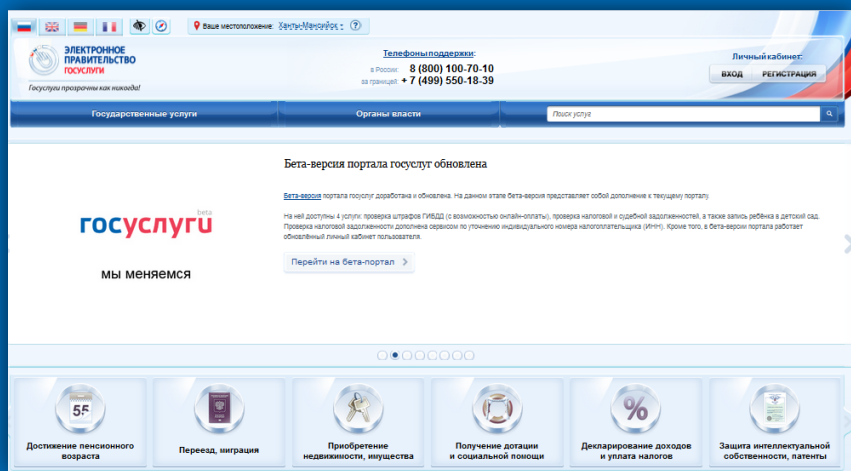 Ваше местоположение: Ханты-Мансийск ?
ЭЛЕКТРОННОЕ
ПРАВИТЕЛЬСТВО
ГОСУСЛУГИ
Госуслуги прозрачны как никогда!
Телефоны поддержки:
в России: 8 (800) 100-70-10
за границей: + 7 (499) 550-18-39
Личный кабинет:
ВХОД РЕГИСТРАЦИЯ
Государственные услуги
Органы власти
Поиск услуг
Бета-версия портала госуслуг обновлена
Бета-версия портала госуслуг доработана и обновлена. На данном этапе бета-версия представляет собой дополнение к текущему порталу.
На ней доступны 4 услуги: проверка штрафов ГИБДД (с возможностью онлайн-оплаты), проверка налоговой и судебной задолженностей, а также запись ребёнка в детский сад.
Проверка налоговой задолженности дополнена сервисом по уточнению индивидуального номера налогоплательщика (ИНН). Кроме того, в бета-версии портала работает
обновлённый личный кабинет пользователя.
Перейти на бета-портал
beta
госуслуги
мы меняемся
55
Достижение пенсионного
возраста
Переезд, миграция
Приобретение
недвижимости, имущества
Получение дотации
и социальной помощи
%
Декларирование доходов
и уплата налогов
Защита интеллектуальной
собственности, патенты